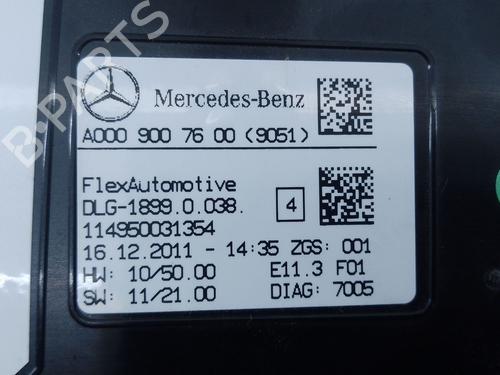 Mercedes-Benz
A000 900 76 00 (9051)
FlexAutomotive
DLG-1899.0.038.
4
114950031354
16.12.2011 - 14:35 ZGS: 001
HW: 10/50.00 E11.3 F01
SW: 11/21.00 DIAG: 7005
B-PARTS